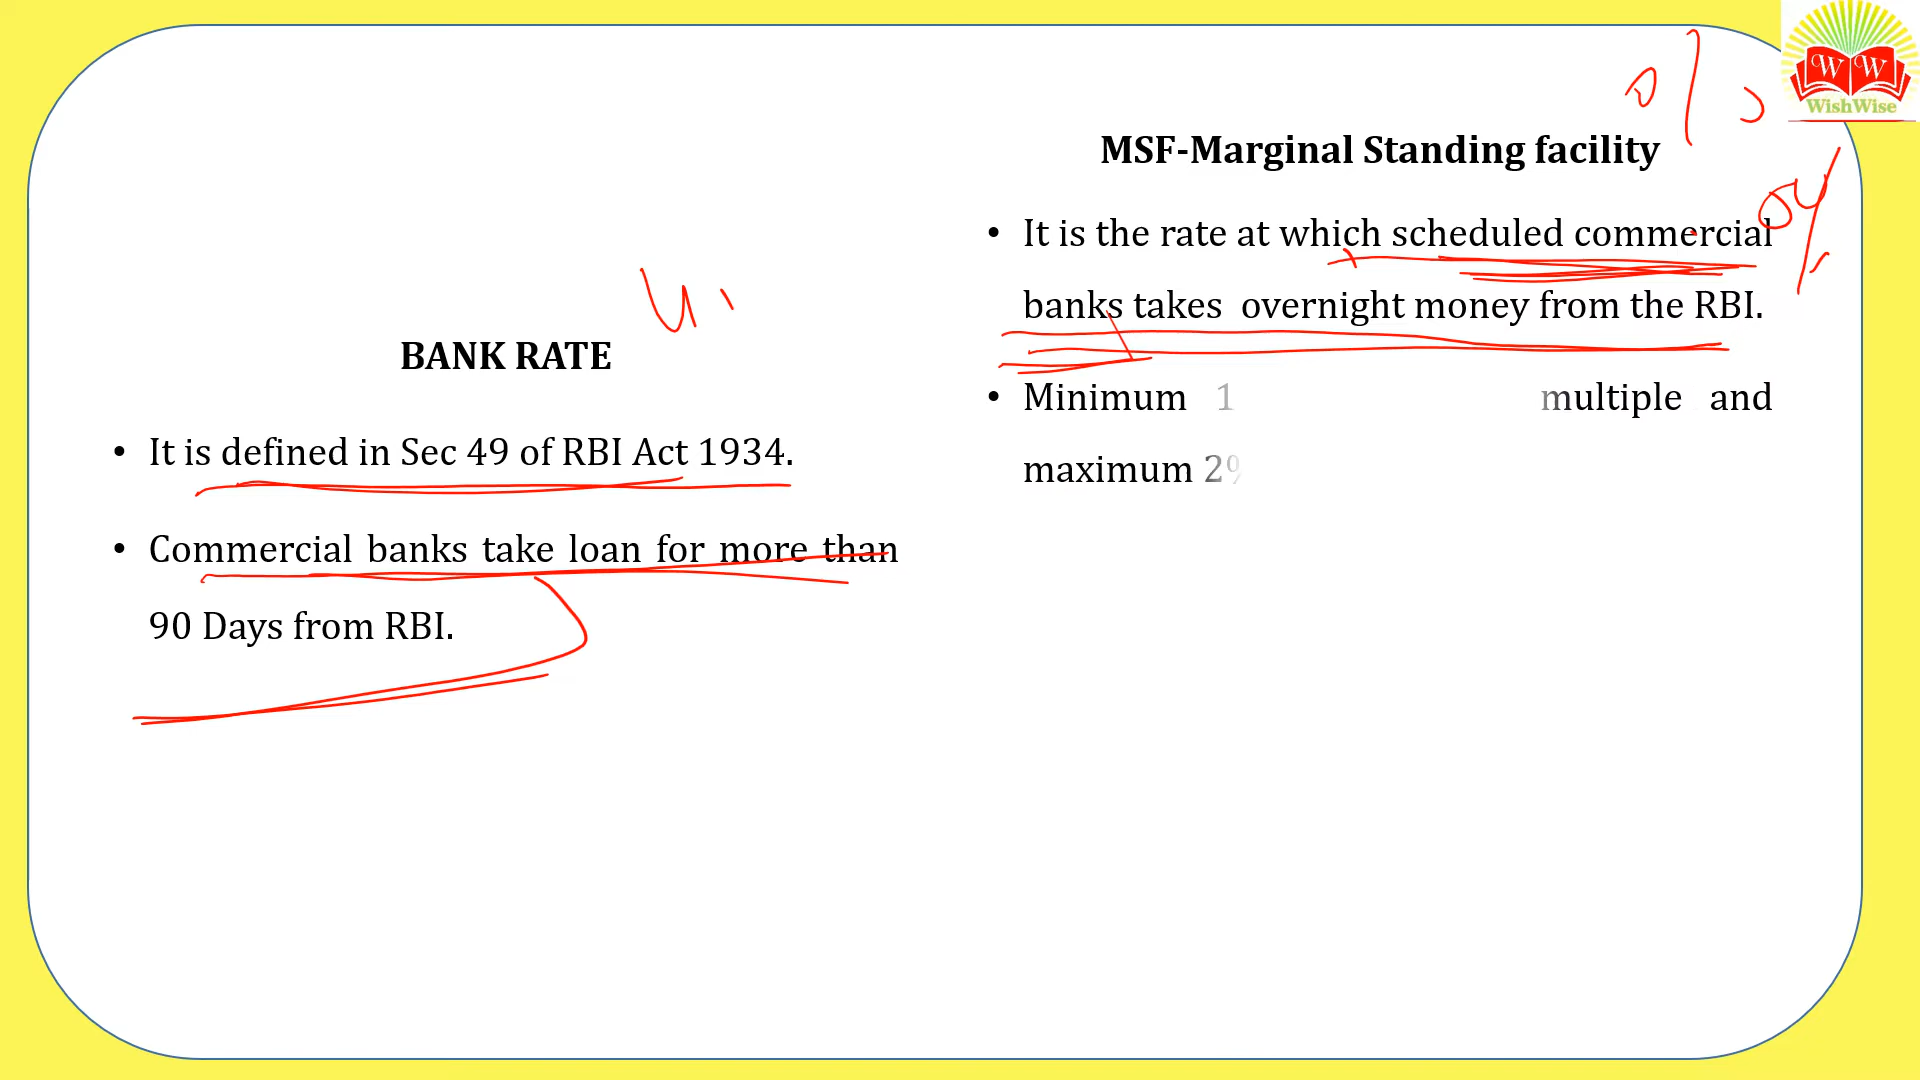 BANK RATE
• It is defined in Sec 49 of RBI Act 1934.
• Commercial banks take loan for more than
90 Days from RBI.
MSF-Marginal Standing facility
• It is the rate at which scheduled commercial
banks takes overnight money from the RBI.
• Minimum 1 multiple and
maximum 2
W W
WishWise